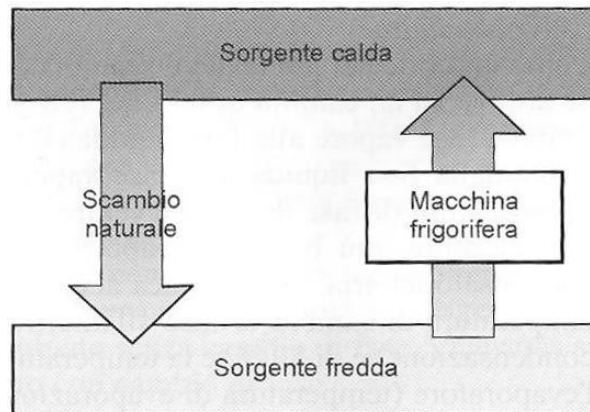 Sorgente calda
Scambio
naturale
Macchina
frigorifera
Sorgente fredda